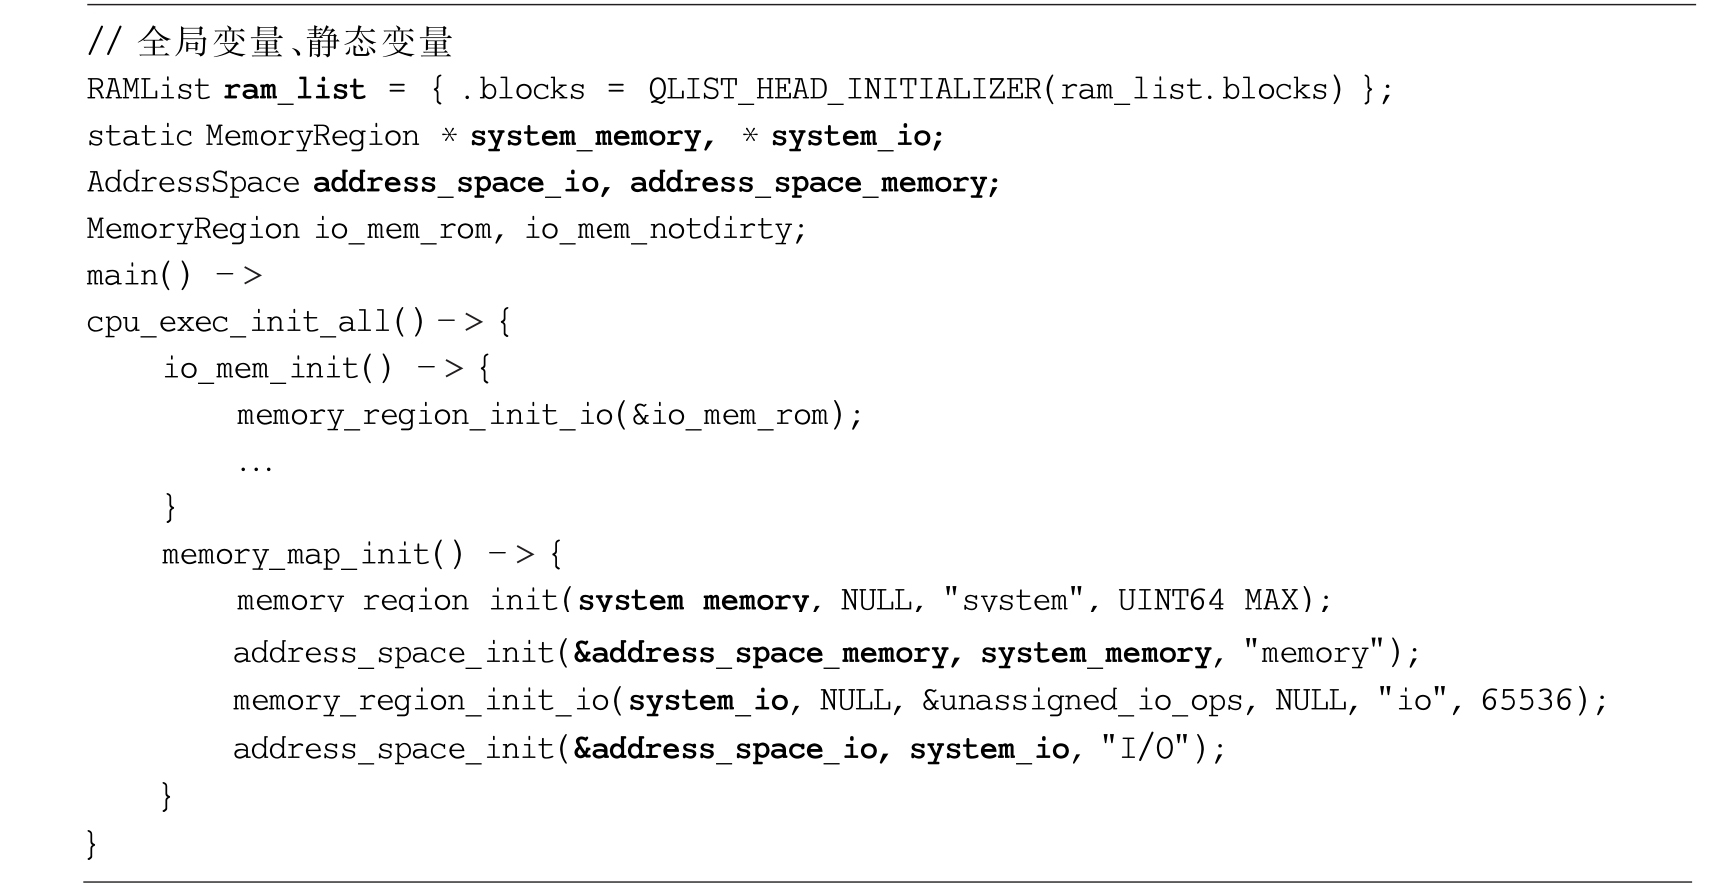 // 全局变量、静态变量
RAMList ram_list = { .blocks = QLIST_HEAD_INITIALIZER(ram_list.blocks) };
static MemoryRegion * system_memory, * system_io;
AddressSpace address_space_io, address_space_memory;
MemoryRegion io_mem_rom, io_mem_notdirty;
main() ->
cpu_exec_init_all()-> {
io_mem_init() -> {
memory_region_init_io(&io_mem_rom);
...
}
memory_map_init() -> {
memory_region_init(system_memory, NULL, "system", UINT64_MAX);
address_space_init(&address_space_memory, system_memory, "memory");
memory_region_init_io(system_io, NULL, &unassigned_io_ops, NULL, "io", 65536);
address_space_init(&address_space_io, system_io, "I/O");
}
}